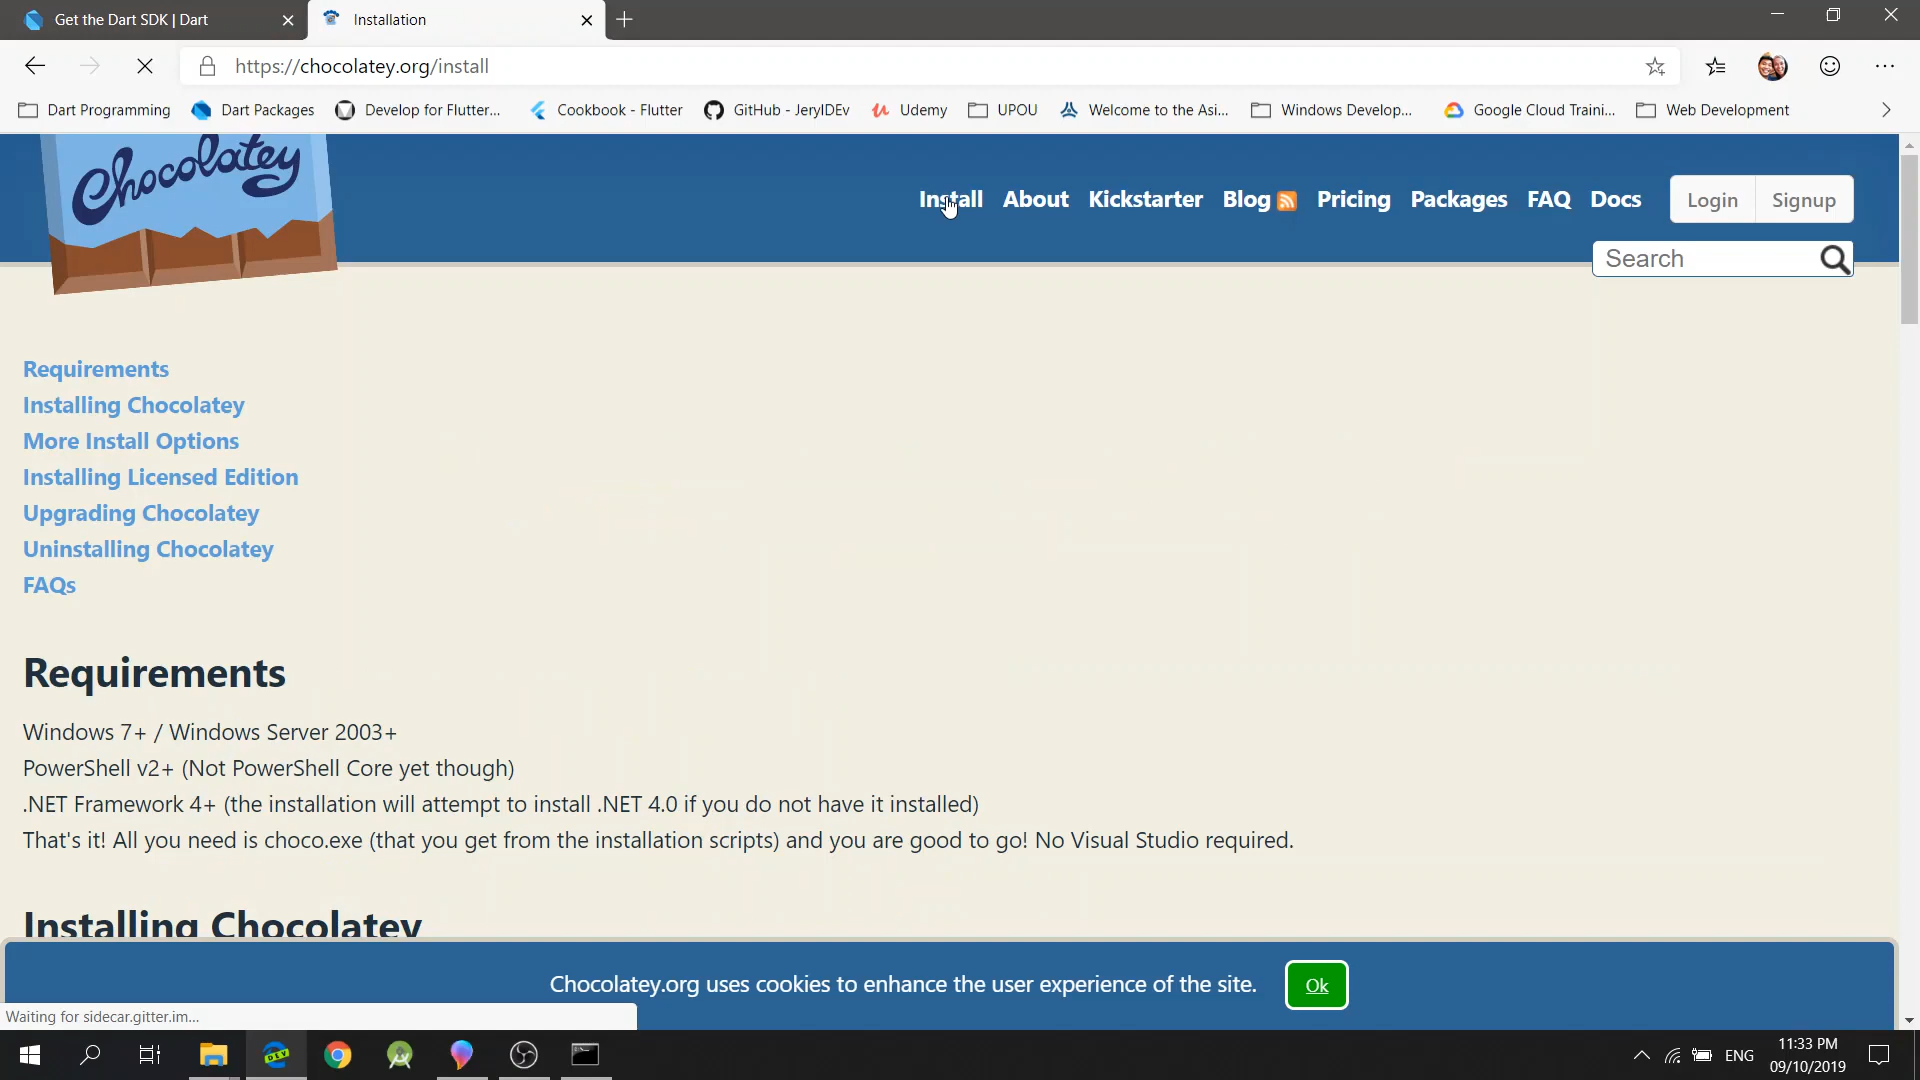 Get the Dart SDK | Dart
Installation
https://chocolatey.org/install
Dart Programming
Dart Packages
Develop for Flutter...
Cookbook - Flutter
GitHub - JeryIDEv
Udemy
UPOU
Welcome to the Asi...
Windows Develop...
Google Cloud Traini...
Web Development
Chocolatey
Install About Kickstarter Blog Pricing Packages FAQ Docs
Login Signup
Search
Requirements
Installing Chocolatey
More Install Options
Installing Licensed Edition
Upgrading Chocolatey
Uninstalling Chocolatey
FAQs
Requirements
Windows 7+ / Windows Server 2003+
PowerShell v2+ (Not PowerShell Core yet though)
.NET Framework 4+ (the installation will attempt to install .NET 4.0 if you do not have it installed)
That's it! All you need is choco.exe (that you get from the installation scripts) and you are good to go! No Visual Studio required.
Installing Chocolatey
Chocolatey.org uses cookies to enhance the user experience of the site.
Ok
Waiting for sidecar.gitter.im...
DEV
ENG
11:33 PM
09/10/2019